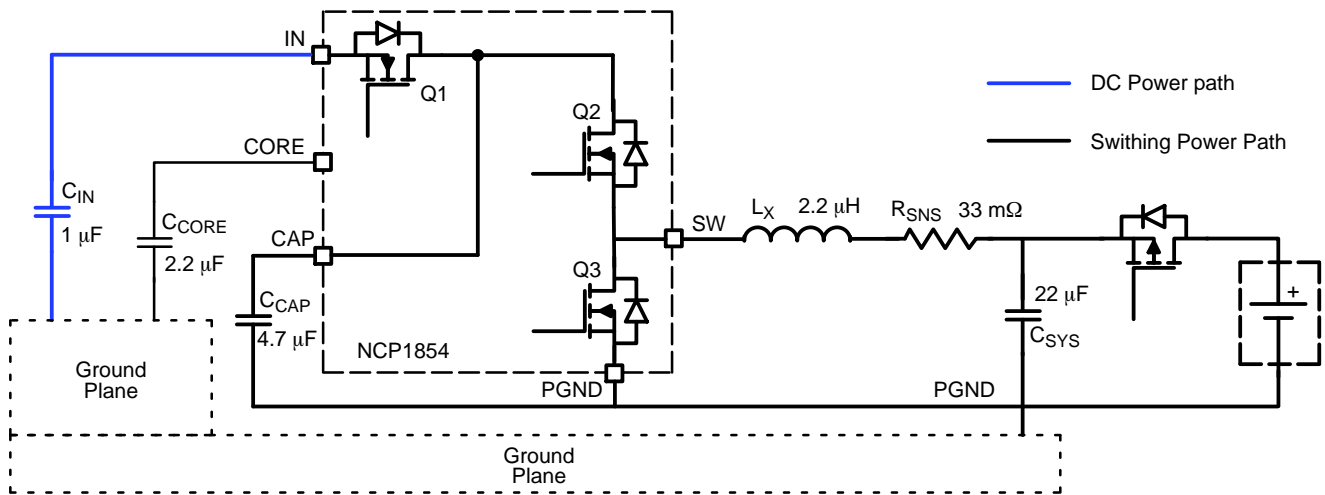 IN
Q1
DC Power path
Q2
CORE
Swithing Power Path
CIN
1 μF
CCORE
2.2 μF
SW
LX 2.2 μH
RSNS 33 mΩ
CAP
Q3
CCAP
4.7 μF
22 μF
CSYS
+
NCP1854
Ground
Plane
PGND
PGND
Ground
Plane